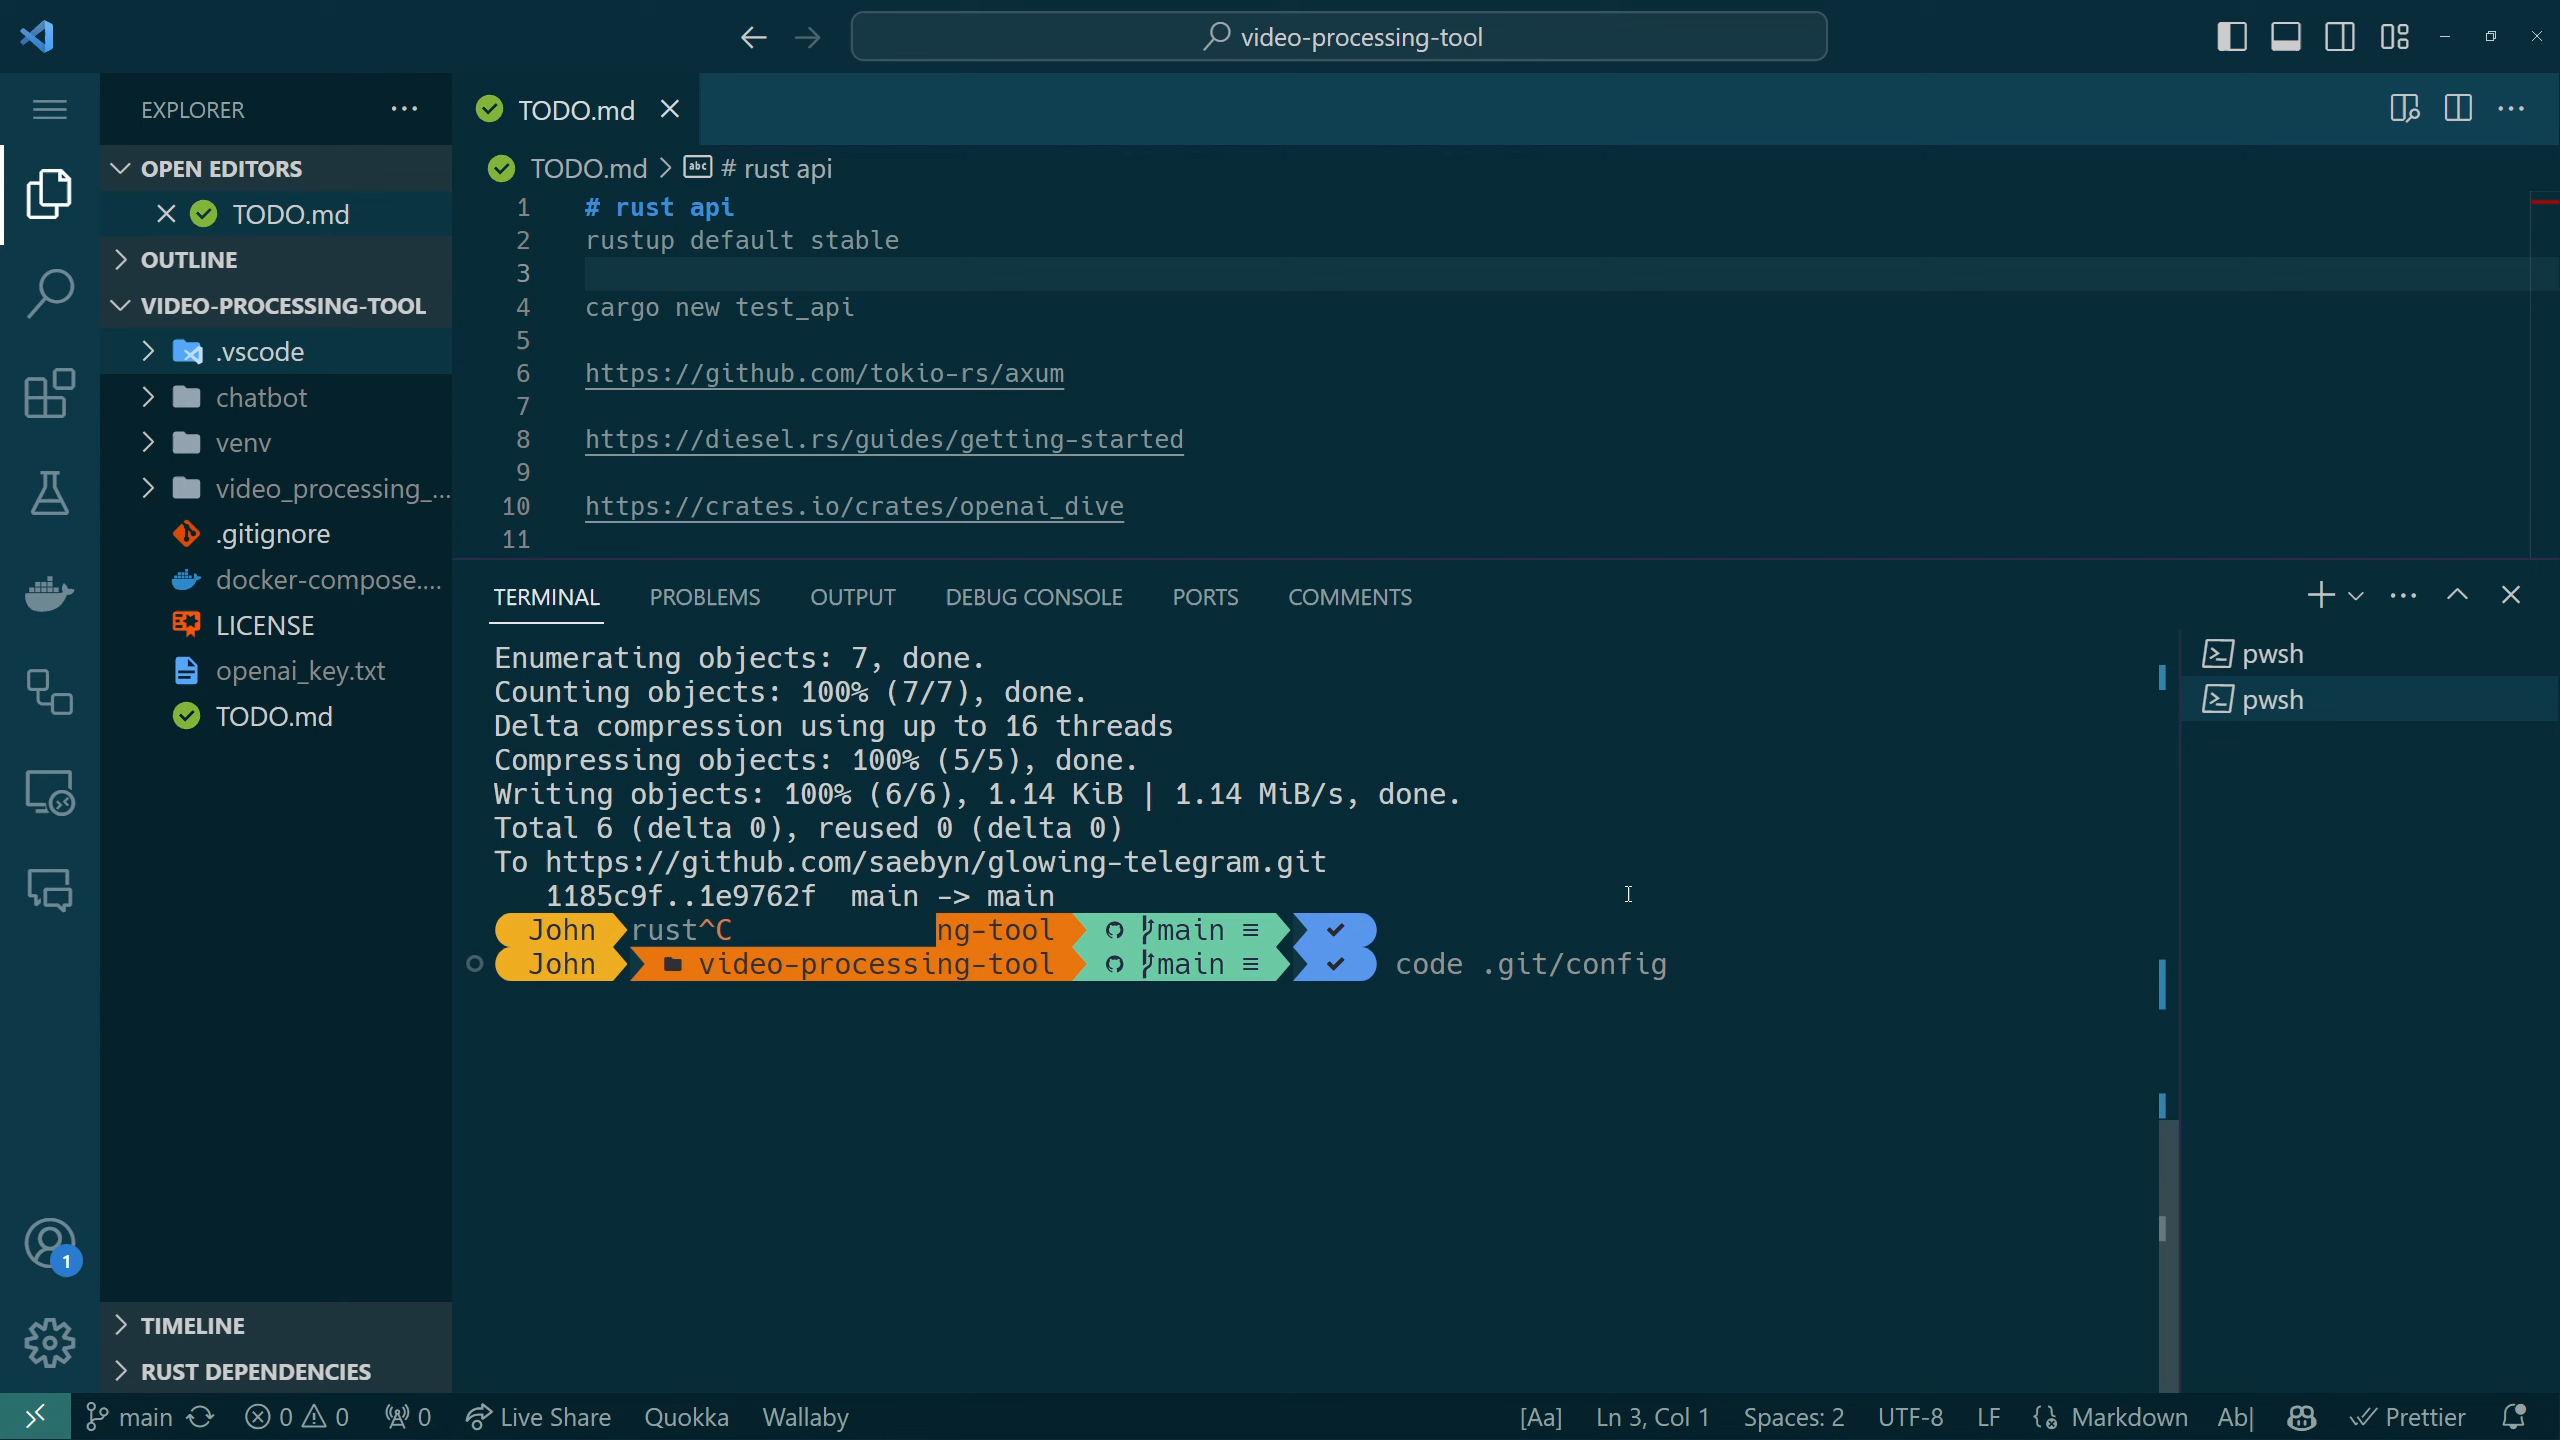 video-processing-tool
EXPLORER
OPEN EDITORS
TODO.md
OUTLINE
VIDEO-PROCESSING-TOOL
.vscode
chatbot
venv
video_processing_...
.gitignore
docker-compose....
LICENSE
openai_key.txt
TODO.md
TIMELINE
RUST DEPENDENCIES
1
TODO.md
TODO.md > abc # rust api
1 # rust api
2 rustup default stable
3
4 cargo new test_api
5
6 https://github.com/tokio-rs/axum
7
8 https://diesel.rs/guides/getting-started
9
10 https://crates.io/crates/openai_dive
11
TERMINAL PROBLEMS OUTPUT DEBUG CONSOLE PORTS COMMENTS
Enumerating objects: 7, done.
Counting objects: 100% (7/7), done.
Delta compression using up to 16 threads
Compressing objects: 100% (5/5), done.
Writing objects: 100% (6/6), 1.14 KiB | 1.14 MiB/s, done.
Total 6 (delta 0), reused 0 (delta 0)
To https://github.com/saebyn/glowing-telegram.git
1185c9f..1e9762f main -> main
John rust^C ng-tool main ≡ ✓
John video-processing-tool main ≡ ✓ code .git/config
pwsh
pwsh
main 0 0 0 Live Share Quokka Wallaby [Aa] Ln 3, Col 1 Spaces: 2 UTF-8 LF Markdown Ab| Prettier